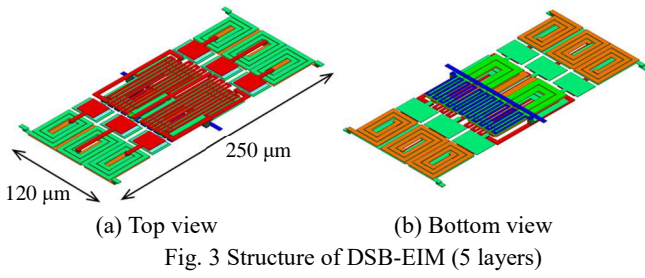 250 μm
120 μm
(a) Top view (b) Bottom view
Fig. 3 Structure of DSB-EIM (5 layers)